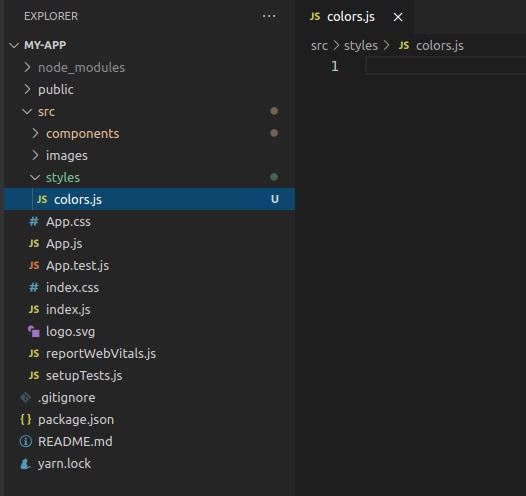 EXPLORER
MY-APP
node_modules
public
src
components
images
styles
JS colors.js U
# App.css
JS App.js
JS App.test.js
# index.css
JS index.js
logo.svg
JS reportWebVitals.js
JS setupTests.js
.gitignore
{} package.json
README.md
yarn.lock
JS colors.js
src > styles > JS colors.js
1